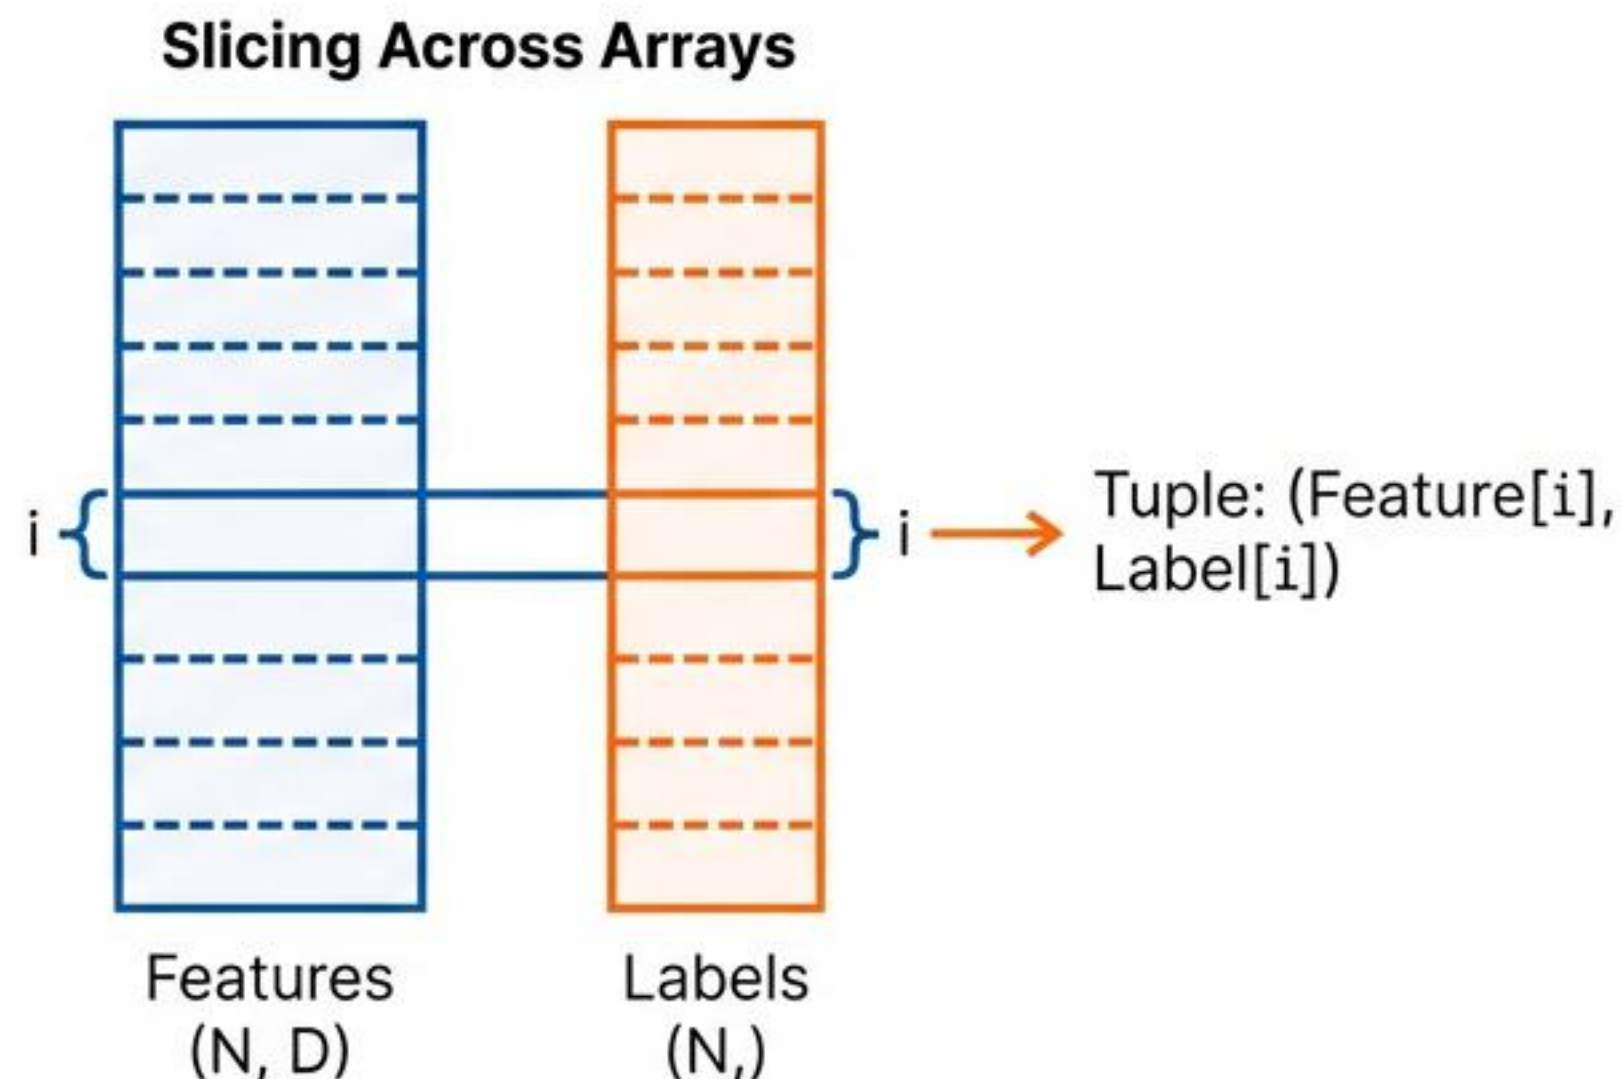 Slicing Across Arrays
i
i
Tuple: (Feature[i],
Label[i])
Features
(N, D)
Labels
(N,)